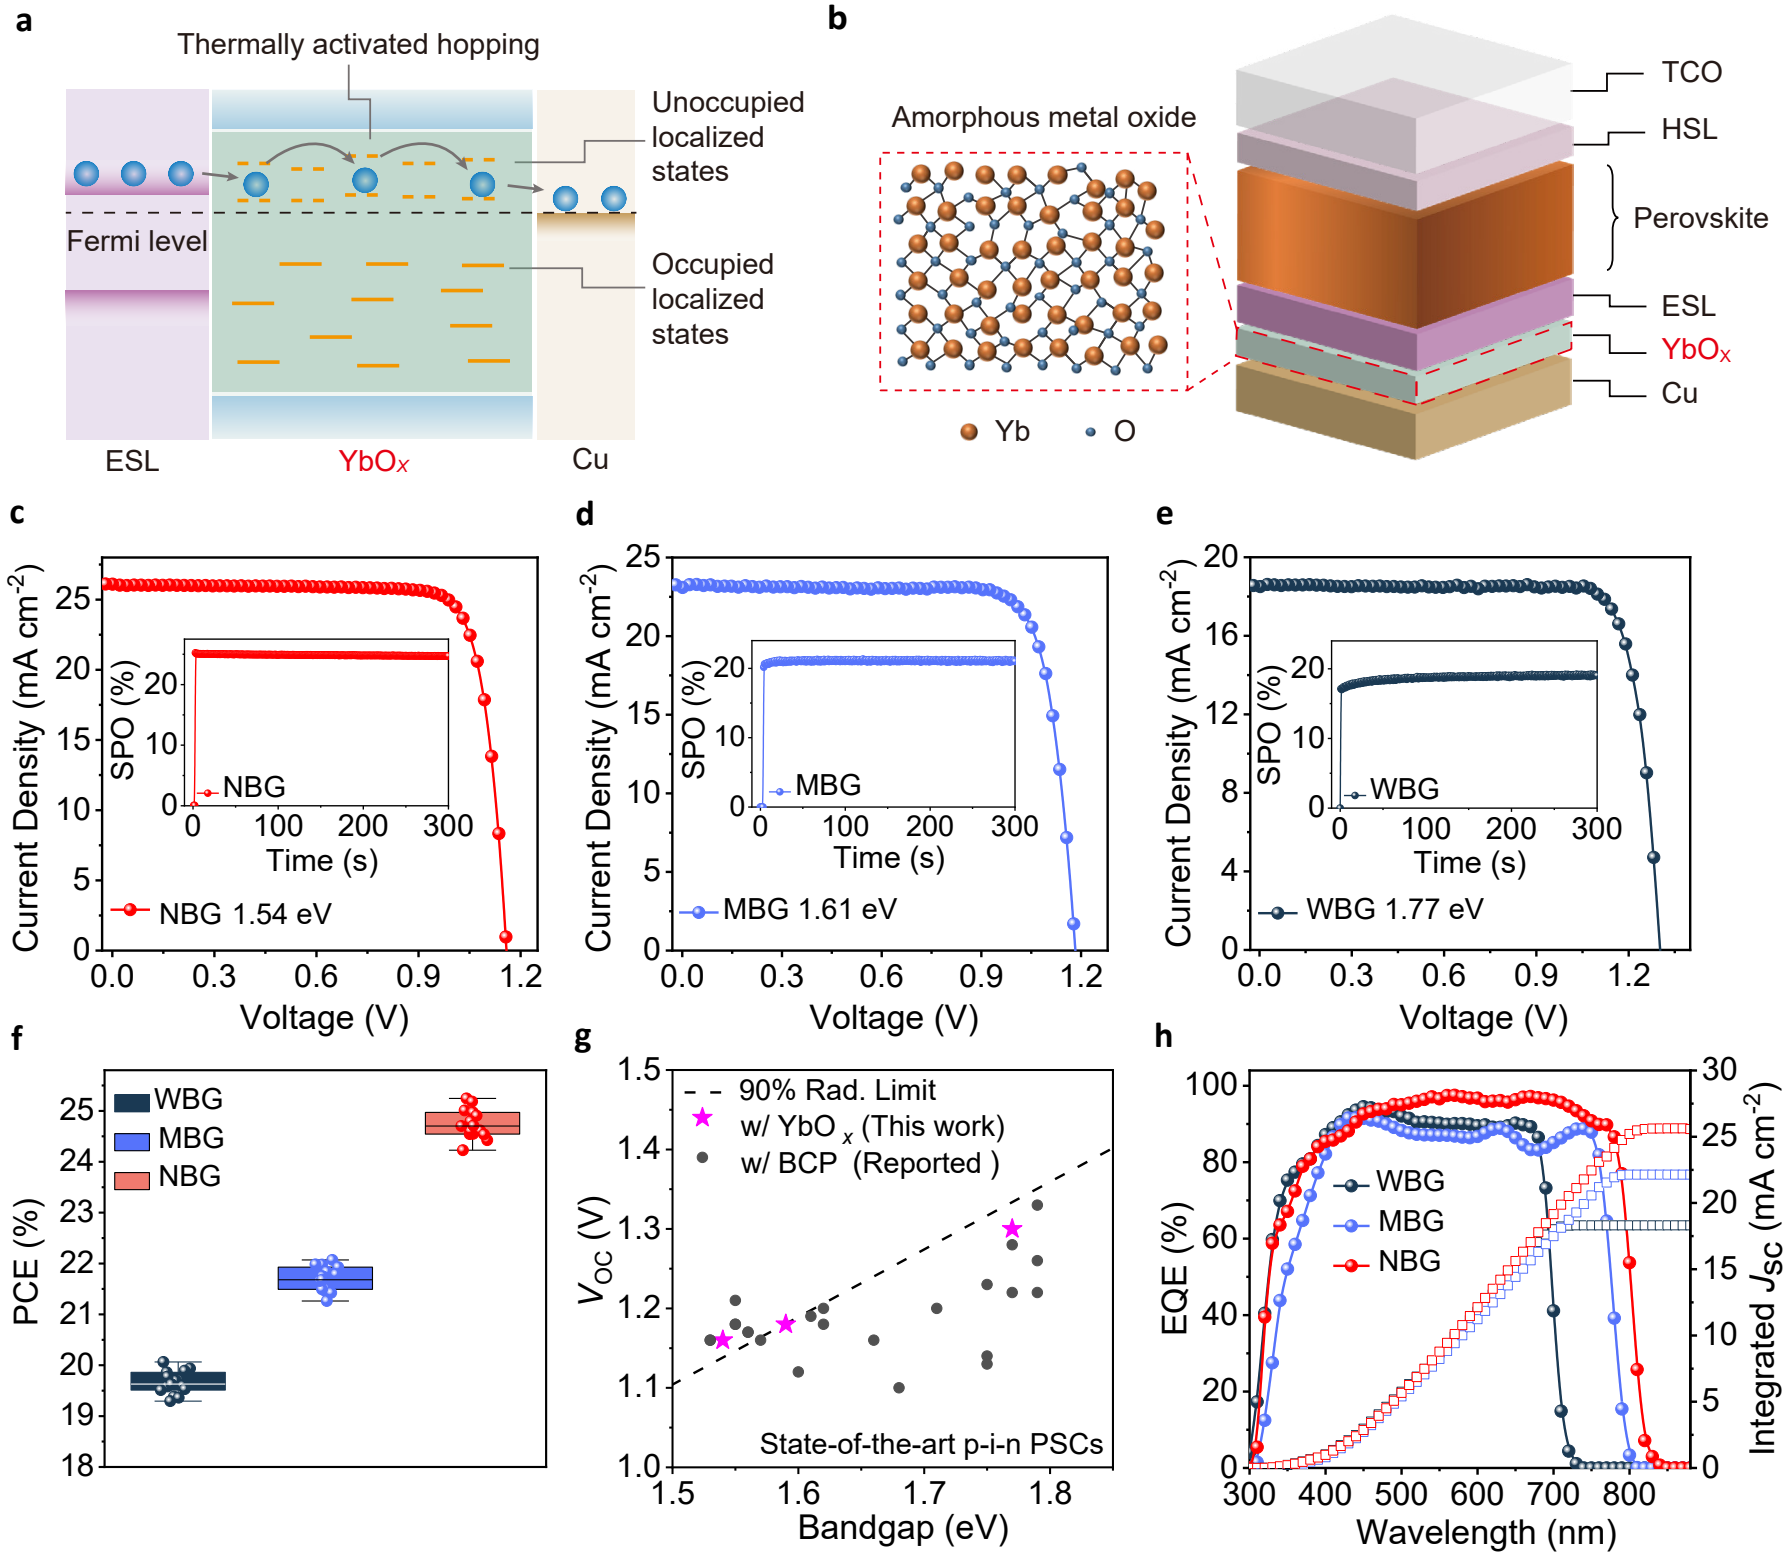 a
Thermally activated hopping
Unoccupied
localized
states
Fermi level
Occupied
localized
states
ESL
YbOx
Cu
b
Amorphous metal oxide
Yb
O
TCO
HSL
Perovskite
ESL
YbOx
Cu
c
Current Density (mA cm-2)
25
20
15
10
5
0
SPO (%)
20
10
0
NBG
0 100 200 300
Time (s)
NBG 1.54 eV
0.0 0.3 0.6 0.9 1.2
Voltage (V)
d
Current Density (mA cm-2)
25
20
15
10
5
0
SPO (%)
20
10
0
MBG
0 100 200 300
Time (s)
MBG 1.61 eV
0.0 0.3 0.6 0.9 1.2
Voltage (V)
e
Current Density (mA cm-2)
20
16
12
8
4
0
SPO (%)
20
10
0
WBG
0 100 200 300
Time (s)
WBG 1.77 eV
0.0 0.3 0.6 0.9 1.2
Voltage (V)
f
PCE (%)
25
24
23
22
21
20
19
18
WBG
MBG
NBG
g
VOC (V)
1.5
1.4
1.3
1.2
1.1
1.0
90% Rad. Limit
w/ YbO x (This work)
w/ BCP (Reported )
State-of-the-art p-i-n PSCs
1.5 1.6 1.7 1.8
Bandgap (eV)
h
EQE (%)
100
80
60
40
20
0
WBG
MBG
NBG
30
25
20
15
10
5
0
Integrated Jsc (mA cm-2)
300 400 500 600 700 800
Wavelength (nm)